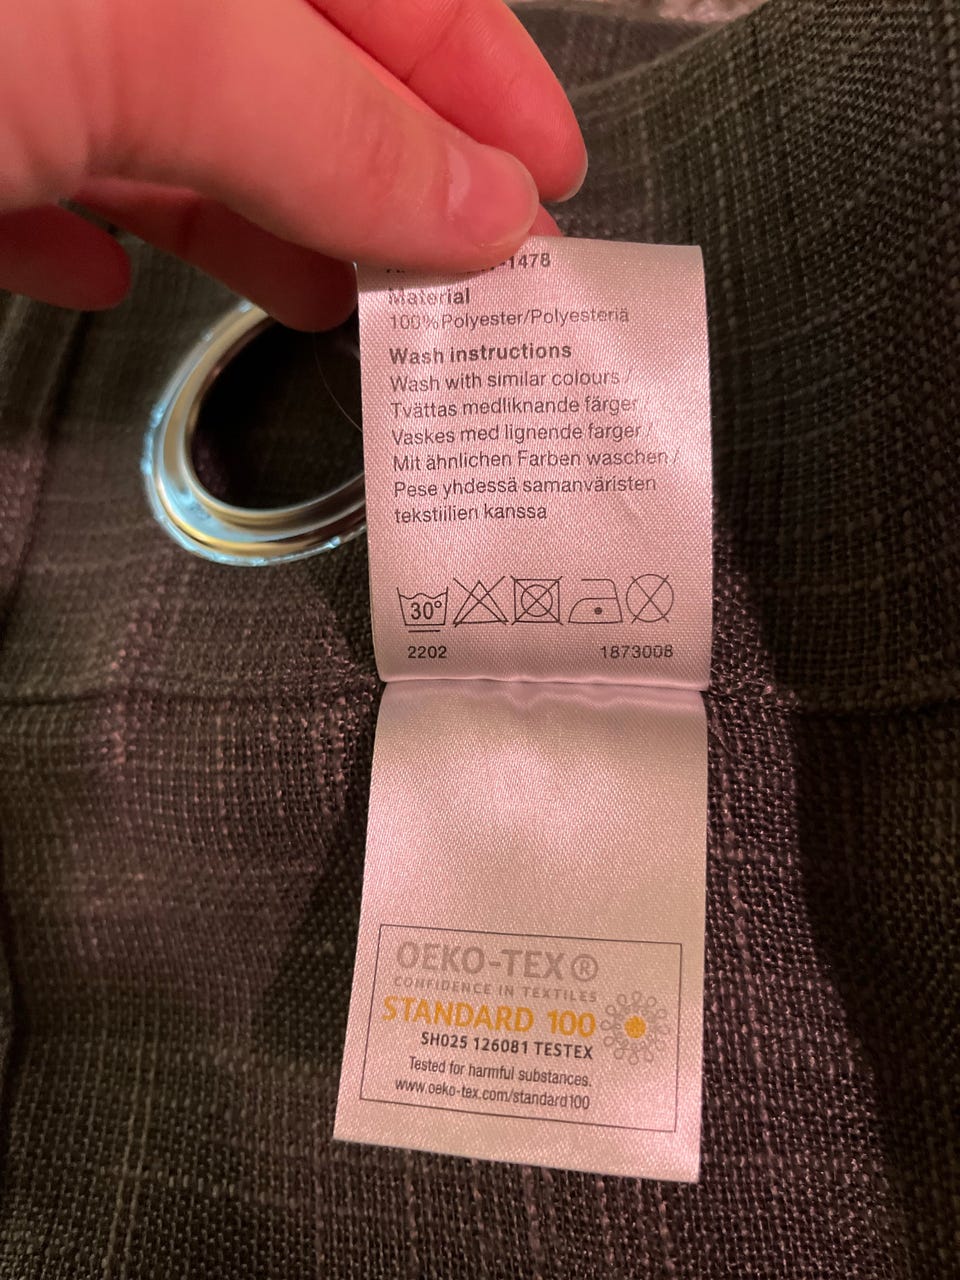 -1478
Material
100%Polyester/Polyesteriä
Wash instructions
Wash with similar colours /
Tvättas medliknande färger /
Vaskes med lignende farger /
Mit ähnlichen Farben waschen /
Pese yhdessä samanväristen
tekstiilien kanssa
30°
2202 1873008
OEKO-TEX®
CONFIDENCE IN TEXTILES
STANDARD 100
SH025 126081 TESTEX
Tested for harmful substances.
www.oeko-tex.com/standard100